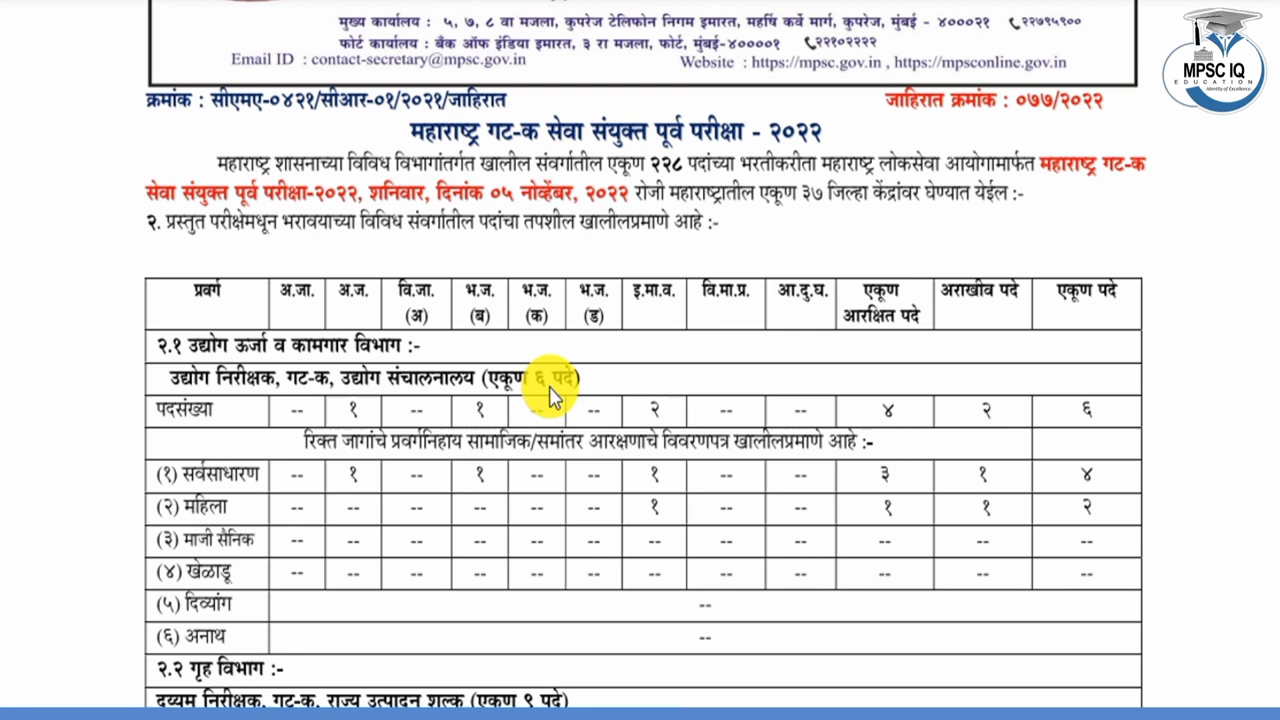 मुख्य कार्यालय : ५, ७, ८ वा मजला, कुपरेज टेलिफोन निगम इमारत, महर्षि कर्वे मार्ग, कुपरेज, मुंबई - ४०००२१ २२७९५९००
फोर्ट कार्यालय : बँक ऑफ इंडिया इमारत, ३ रा मजला, फोर्ट, मुंबई-४००००१ २२१०२२२२
Email ID : contact-secretary@mpsc.gov.in Website : https://mpsc.gov.in , https://mpsconline.gov.in
MPSC IQ
EDUCATION
Identity of Excellence
क्रमांक : सीएमए-०४२१/सीआर-०१/२०२१/जाहिरात जाहिरात क्रमांक : ०७७/२०२२
महाराष्ट्र गट-क सेवा संयुक्त पूर्व परीक्षा - २०२२
महाराष्ट्र शासनाच्या विविध विभागांतर्गत खालील संवर्गातील एकूण २२८ पदांच्या भरतीकरीता महाराष्ट्र लोकसेवा आयोगामार्फत महाराष्ट्र गट-क
सेवा संयुक्त पूर्व परीक्षा-२०२२, शनिवार, दिनांक ०५ नोव्हेंबर, २०२२ रोजी महाराष्ट्रातील एकूण ३७ जिल्हा केंद्रांवर घेण्यात येईल :-
२. प्रस्तुत परीक्षेमधून भरावयाच्या विविध संवर्गातील पदांचा तपशील खालीलप्रमाणे आहे :-
प्रवर्ग अ.जा. अ.ज. वि.जा. (अ) भ.ज. (ब) भ.ज. (क) भ.ज. (ड) इ.मा.व. वि.मा.प्र. आ.दु.घ. एकूण आरक्षित पदे अराखीव पदे एकूण पदे
२.१ उद्योग ऊर्जा व कामगार विभाग :-
उद्योग निरीक्षक, गट-क, उद्योग संचालनालय (एकूण ६ पदे)
पदसंख्या -- १ -- १ -- -- २ -- -- ४ २ ६
रिक्त जागांचे प्रवर्गनिहाय सामाजिक/समांतर आरक्षणाचे विवरणपत्र खालीलप्रमाणे आहे :-
(१) सर्वसाधारण -- १ -- १ -- -- १ -- -- ३ १ ४
(२) महिला -- -- -- -- -- -- १ -- -- १ १ २
(३) माजी सैनिक -- -- -- -- -- -- -- -- -- -- -- --
(४) खेळाडू -- -- -- -- -- -- -- -- -- -- -- --
(५) दिव्यांग --
(६) अनाथ --
२.२ गृह विभाग :-
दुय्यम निरीक्षक, गट-क, राज्य उत्पादन शुल्क (एकूण ९ पदे)